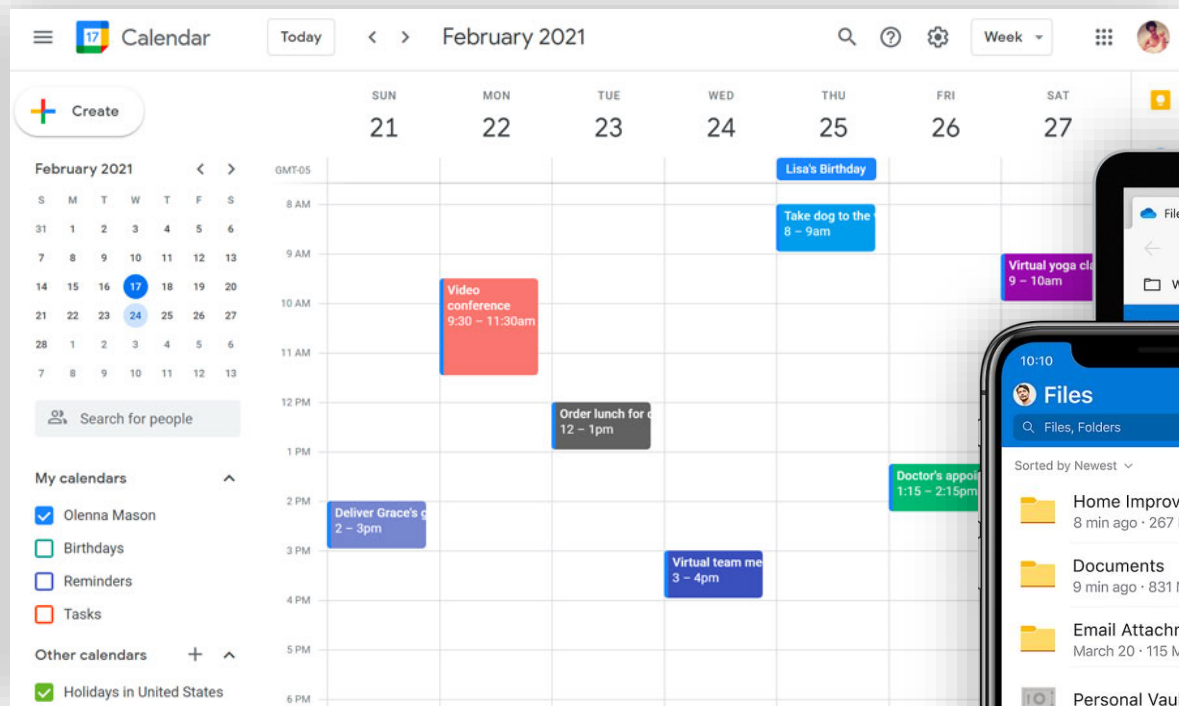 17 Calendar Today February 2021 Week
Create
SUN MON TUE WED THU FRI SAT
21 22 23 24 25 26 27
February 2021
S M T W T F S
31 1 2 3 4 5 6
7 8 9 10 11 12 13
14 15 16 17 18 19 20
21 22 23 24 25 26 27
28 1 2 3 4 5 6
7 8 9 10 11 12 13
Search for people
My calendars
Olenna Mason
Birthdays
Reminders
Tasks
Other calendars
Holidays in United States
GMT-05
8 AM
9 AM
10 AM
11 AM
12 PM
1 PM
2 PM
3 PM
4 PM
5 PM
6 PM
Deliver Grace's g
2 – 3pm
Video
conference
9:30 – 11:30am
Order lunch for
12 – 1pm
Virtual team me
3 – 4pm
Lisa's Birthday
Take dog to the
8 – 9am
Doctor's appoi
1:15 – 2:15pm
Virtual yoga cla
9 – 10am
File
W
10:10
Files
Files, Folders
Sorted by Newest
Home Improv
8 min ago · 267
Documents
9 min ago · 831
Email Attachm
March 20 · 115 M
Personal Vaul